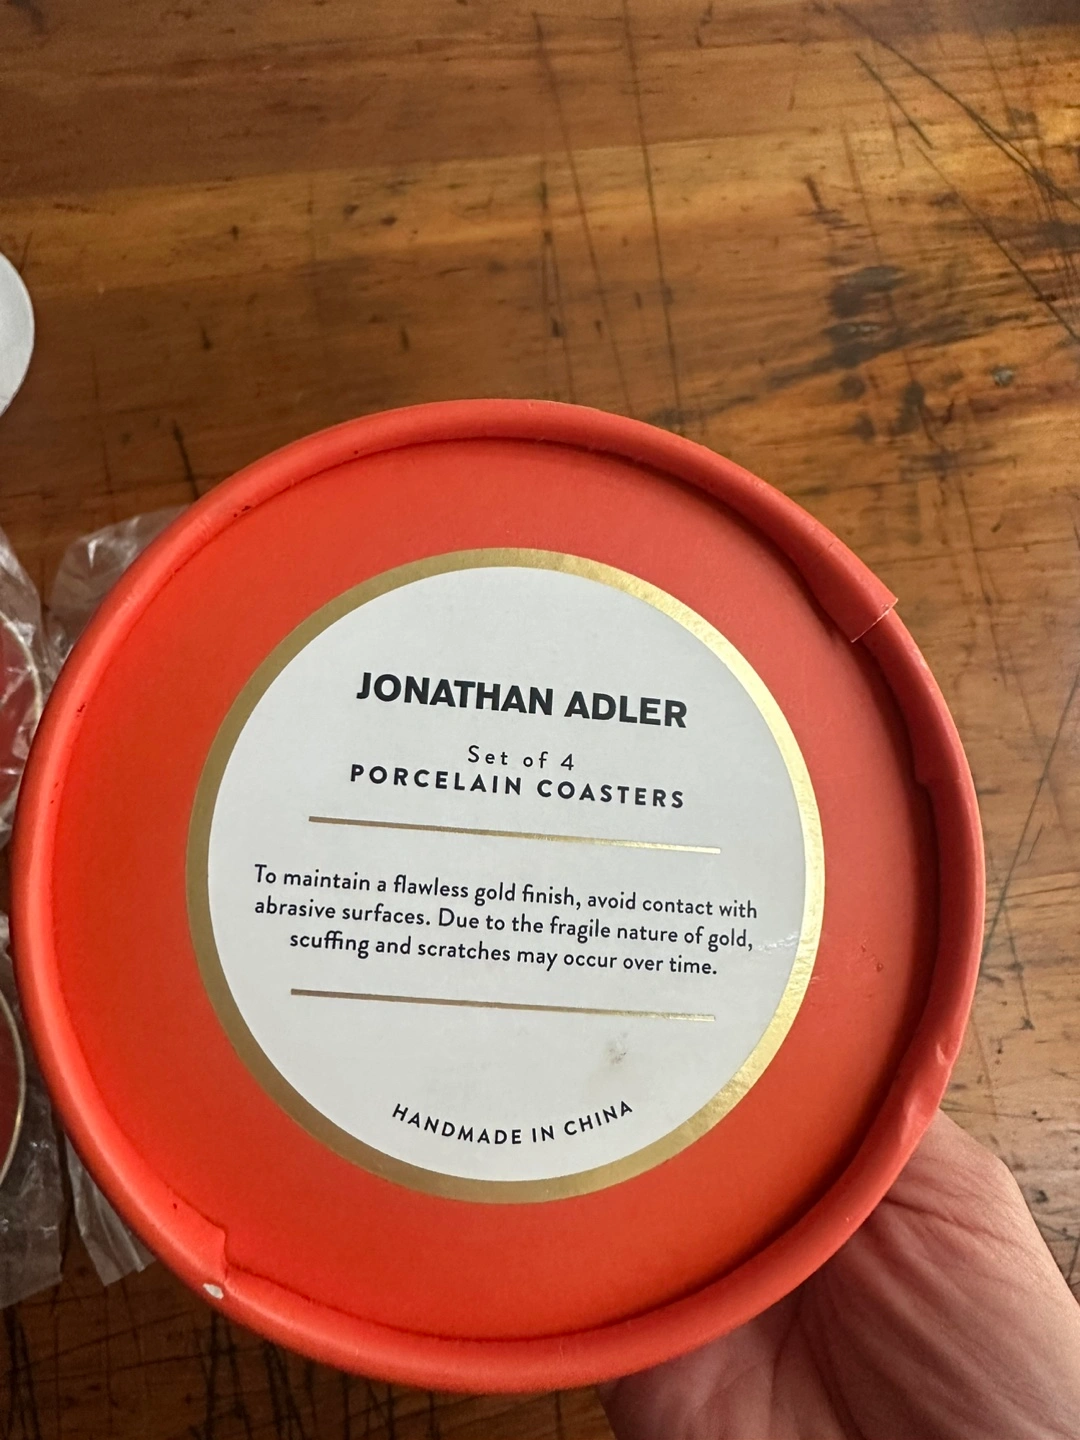 JONATHAN ADLER
Set of 4
PORCELAIN COASTERS
To maintain a flawless gold finish, avoid contact with
abrasive surfaces. Due to the fragile nature of gold,
scuffing and scratches may occur over time.
HANDMADE IN CHINA